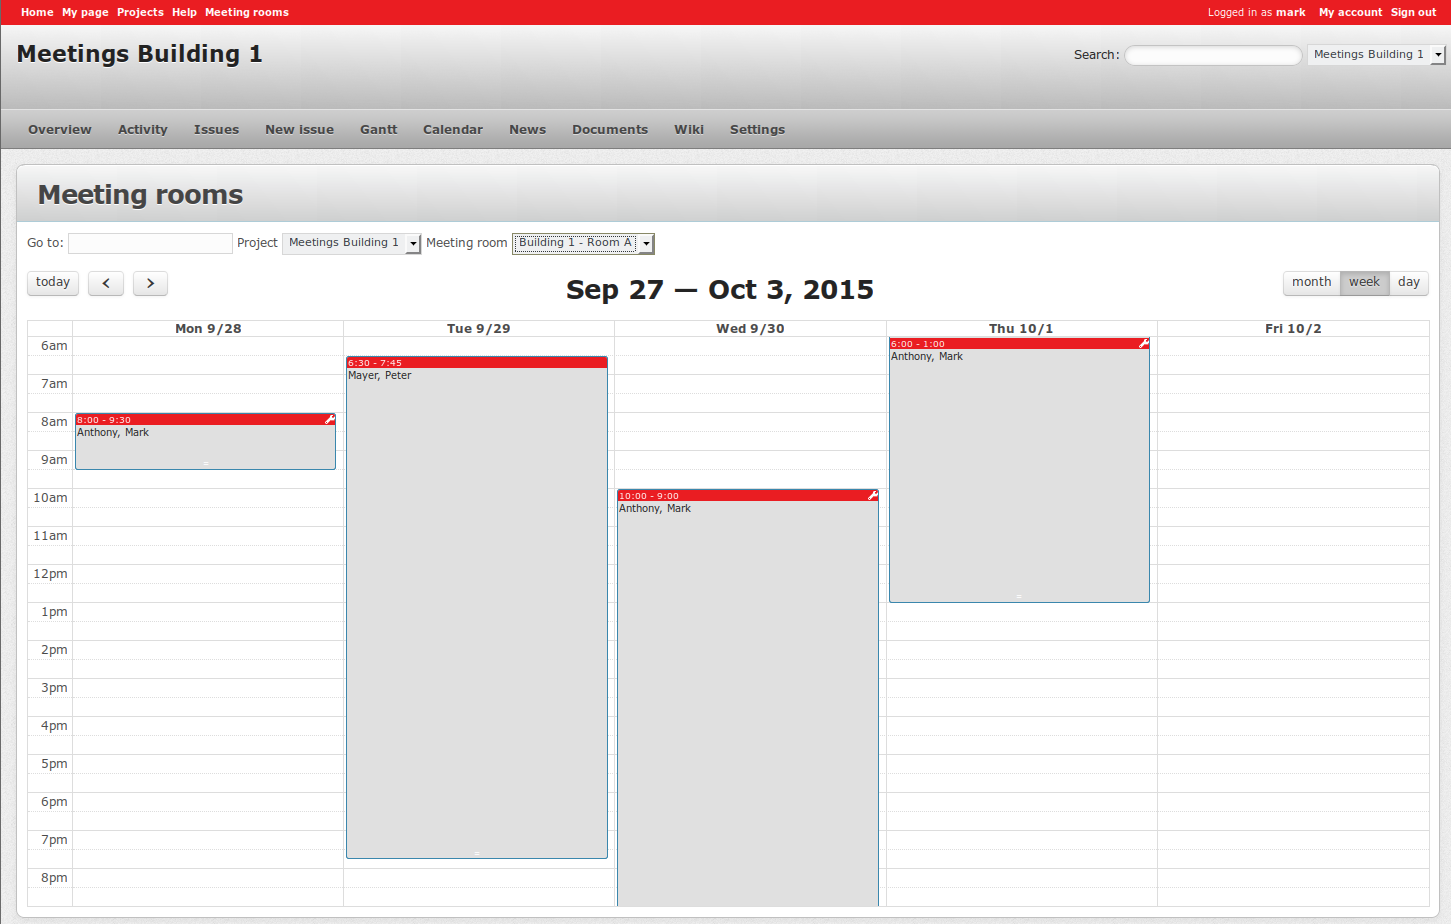 Home My page Projects Help Meeting rooms Logged in as mark My account Sign out
Meetings Building 1 Search: Meetings Building 1
Overview Activity Issues New issue Gantt Calendar News Documents Wiki Settings
Meeting rooms
Go to: Project Meetings Building 1 Meeting room Building 1 - Room A
today < > Sep 27 — Oct 3, 2015 month week day
Mon 9/28 Tue 9/29 Wed 9/30 Thu 10/1 Fri 10/2
6am 6:00 - 1:00
Anthony, Mark
6:30 - 7:45
Mayer, Peter
7am
8am 8:00 - 9:30
Anthony, Mark
9am
10am 10:00 - 9:00
Anthony, Mark
11am
12pm
1pm
2pm
3pm
4pm
5pm
6pm
7pm
8pm